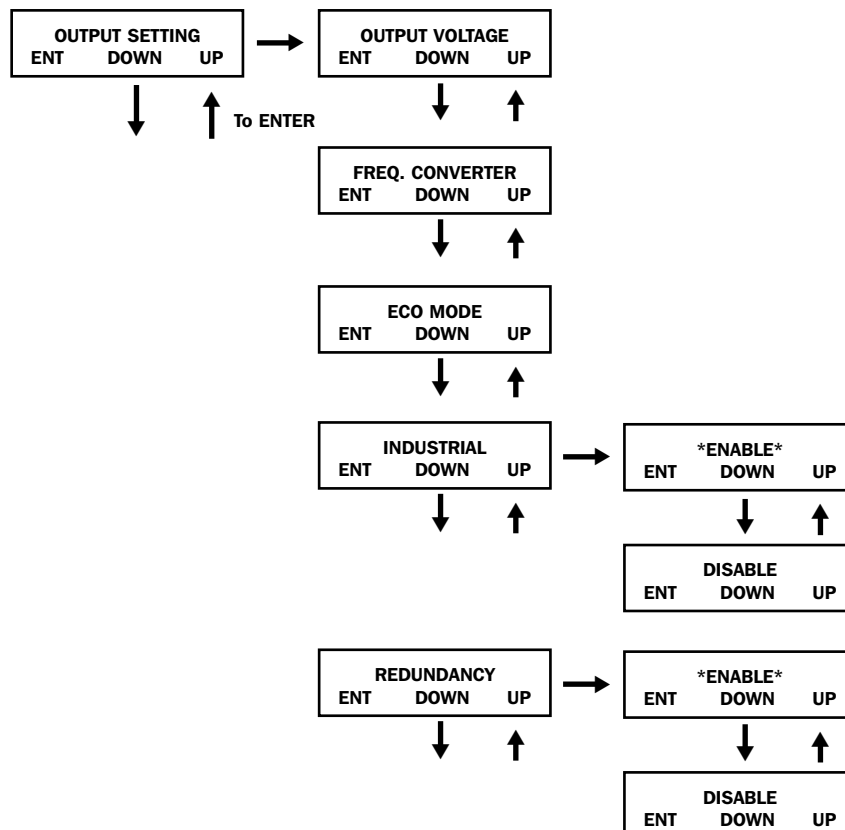 OUTPUT SETTING
ENT DOWN UP
OUTPUT VOLTAGE
ENT DOWN UP
To ENTER
FREQ. CONVERTER
ENT DOWN UP
ECO MODE
ENT DOWN UP
INDUSTRIAL
ENT DOWN UP
*ENABLE*
ENT DOWN UP
DISABLE
ENT DOWN UP
REDUNDANCY
ENT DOWN UP
*ENABLE*
ENT DOWN UP
DISABLE
ENT DOWN UP